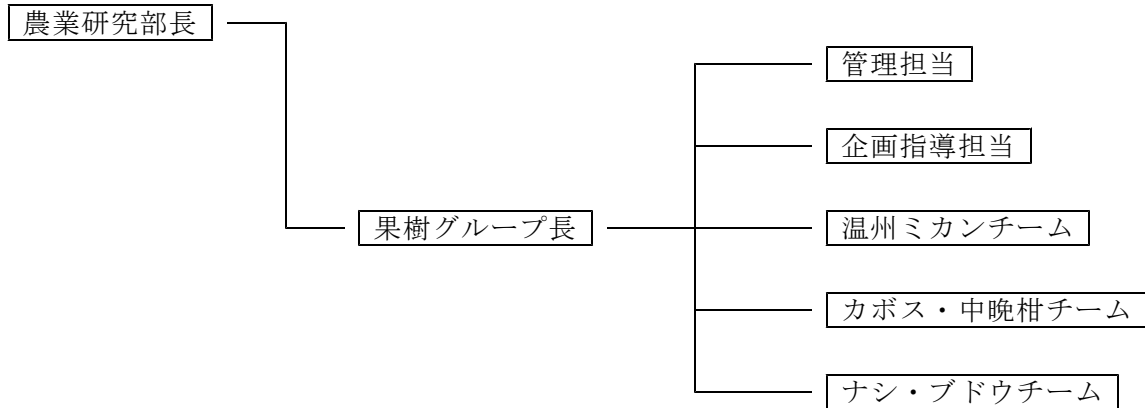 農業研究部長
管理担当
企画指導担当
果樹グループ長
温州ミカンチーム
カボス・中晩柑チーム
ナシ・ブドウチーム